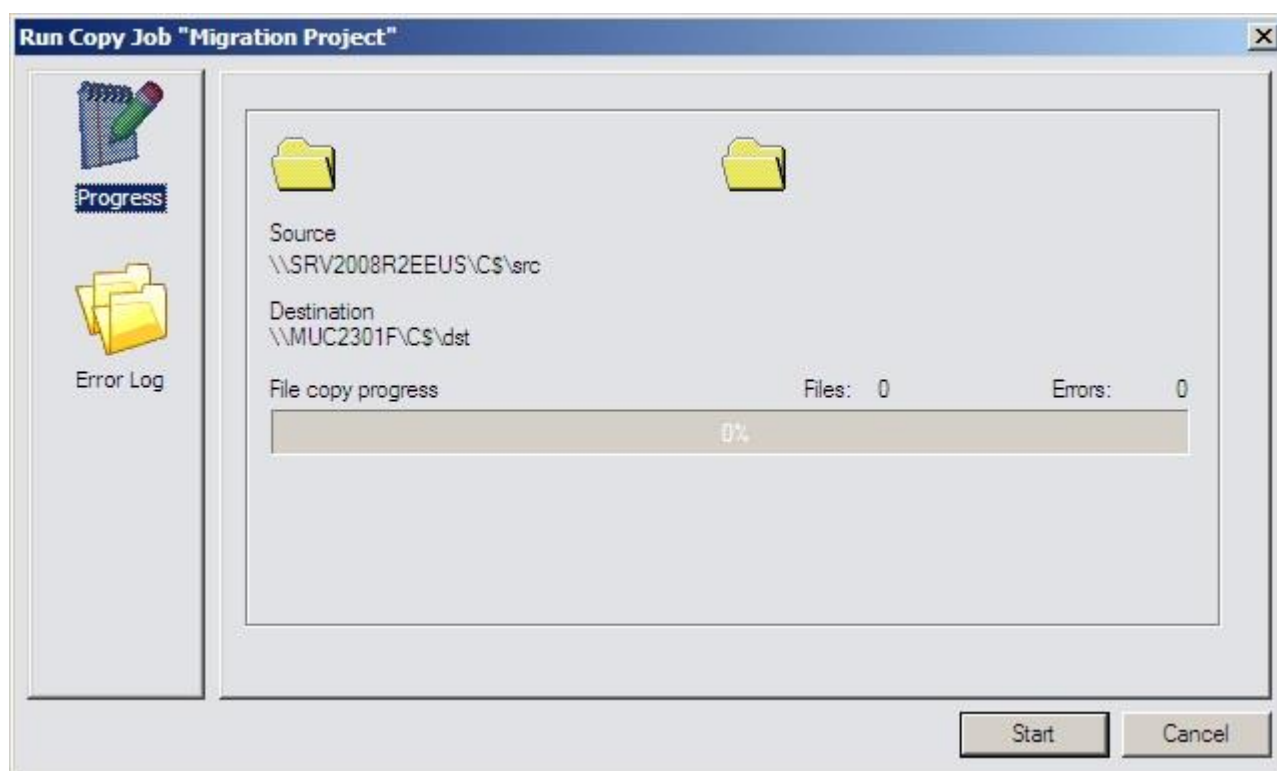 Run Copy Job "Migration Project"
Progress
Error Log
Source
\\SRV2008R2EEUS\C$\src
Destination
\\MUC2301F\C$\dst
File copy progress Files: 0 Errors: 0
0%
Start Cancel